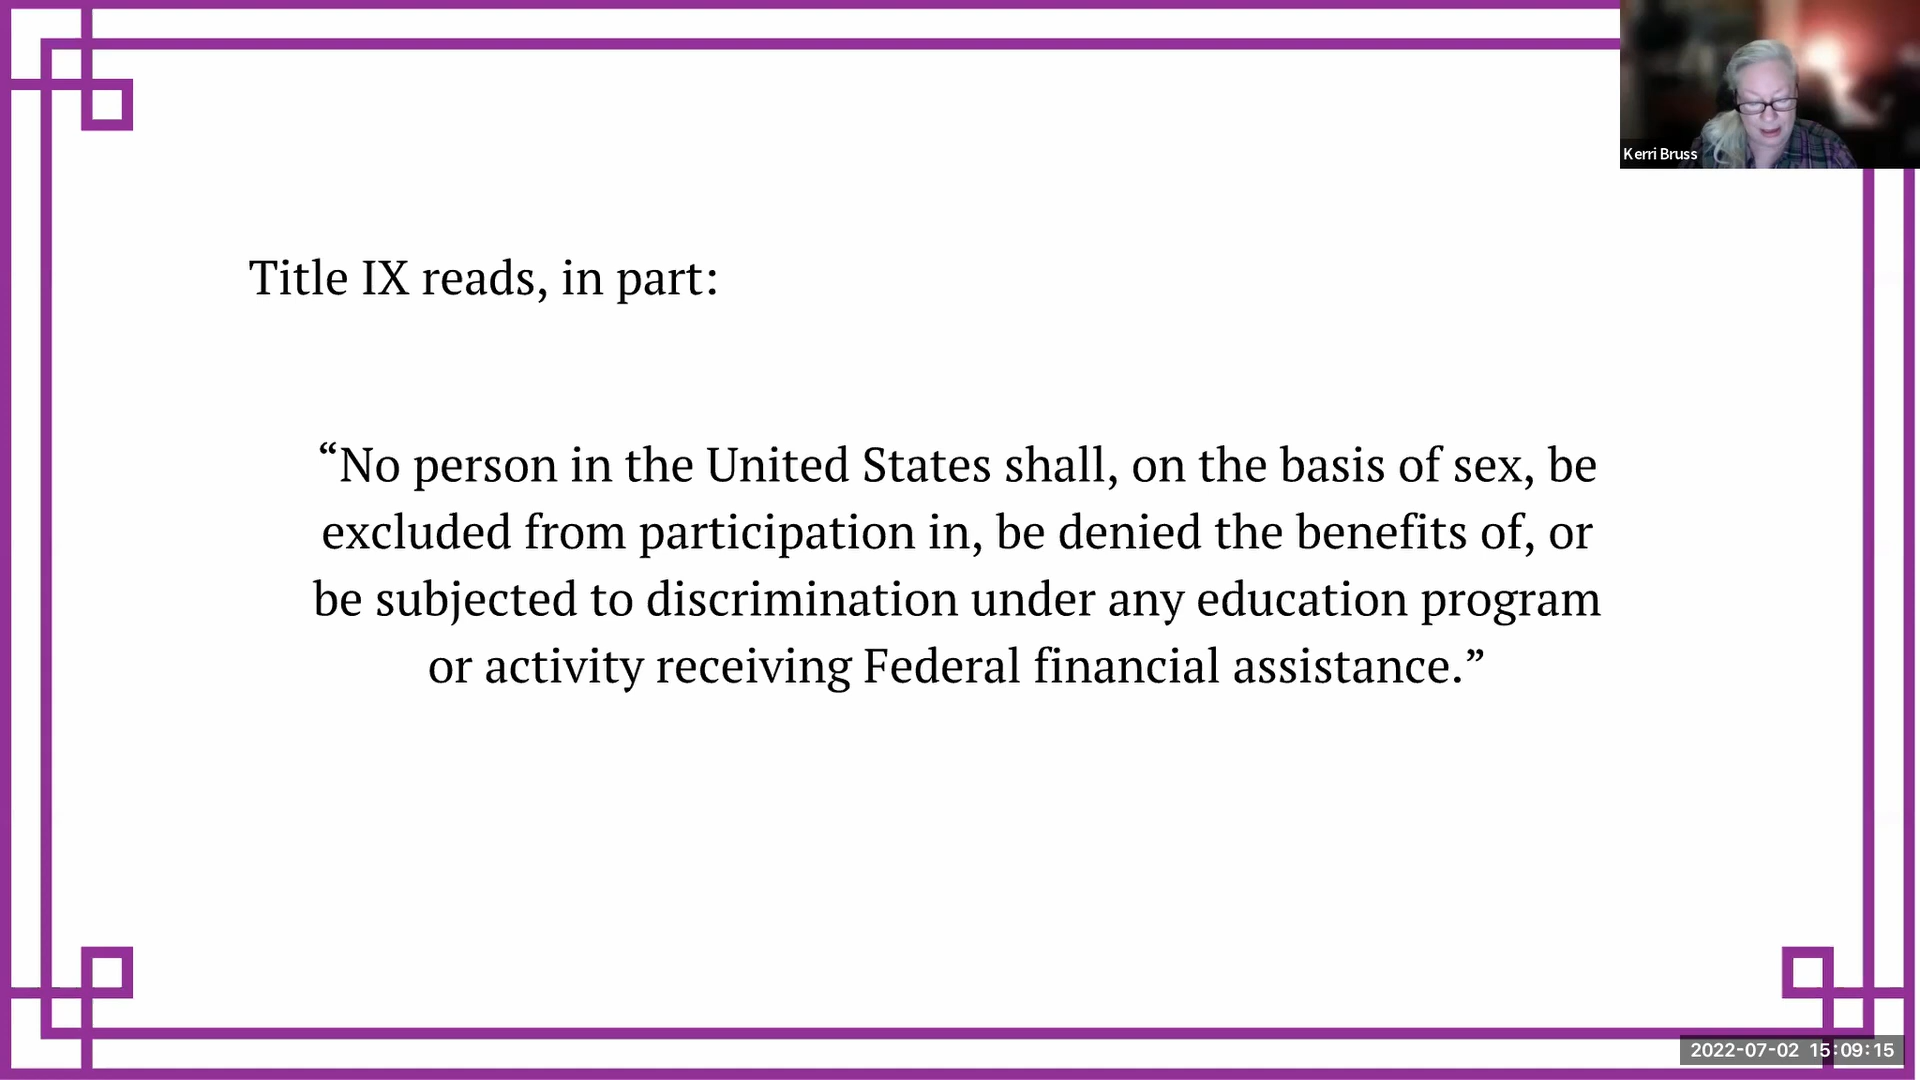 Kerri Bruss
Title IX reads, in part:
“No person in the United States shall, on the basis of sex, be
excluded from participation in, be denied the benefits of, or
be subjected to discrimination under any education program
or activity receiving Federal financial assistance.”
2022-07-02 15:09:15